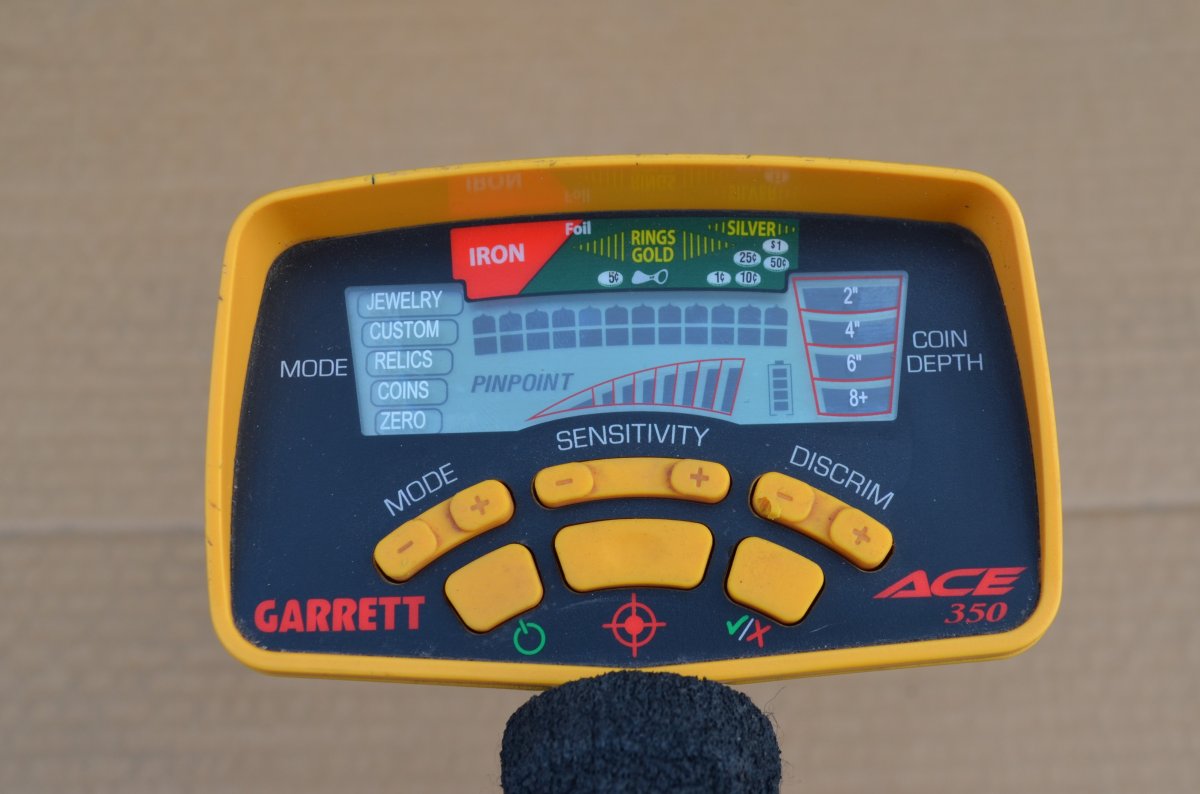 IRON
Foil
RINGS
GOLD
SILVER
5¢
1¢
10¢
25¢
50¢
$1
JEWELRY
CUSTOM
RELICS
COINS
ZERO
MODE
PINPOINT
2"
4"
6"
8+
COIN
DEPTH
MODE
- +
SENSITIVITY
- +
DISCRIM
- +
GARRETT
ACE
350